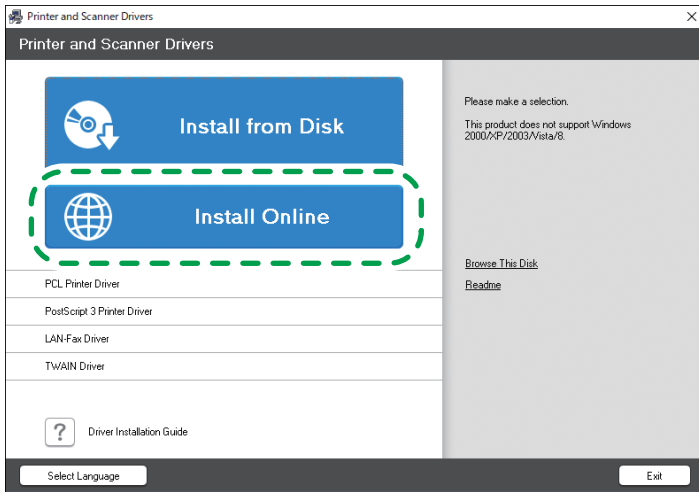 Printer and Scanner Drivers
Printer and Scanner Drivers
Install from Disk
Install Online
PCL Printer Driver
PostScript 3 Printer Driver
LAN-Fax Driver
TWAIN Driver
? Driver Installation Guide
Please make a selection.
This product does not support Windows
2000/XP/2003/Vista/8.
Browse This Disk
Readme
Select Language
Exit